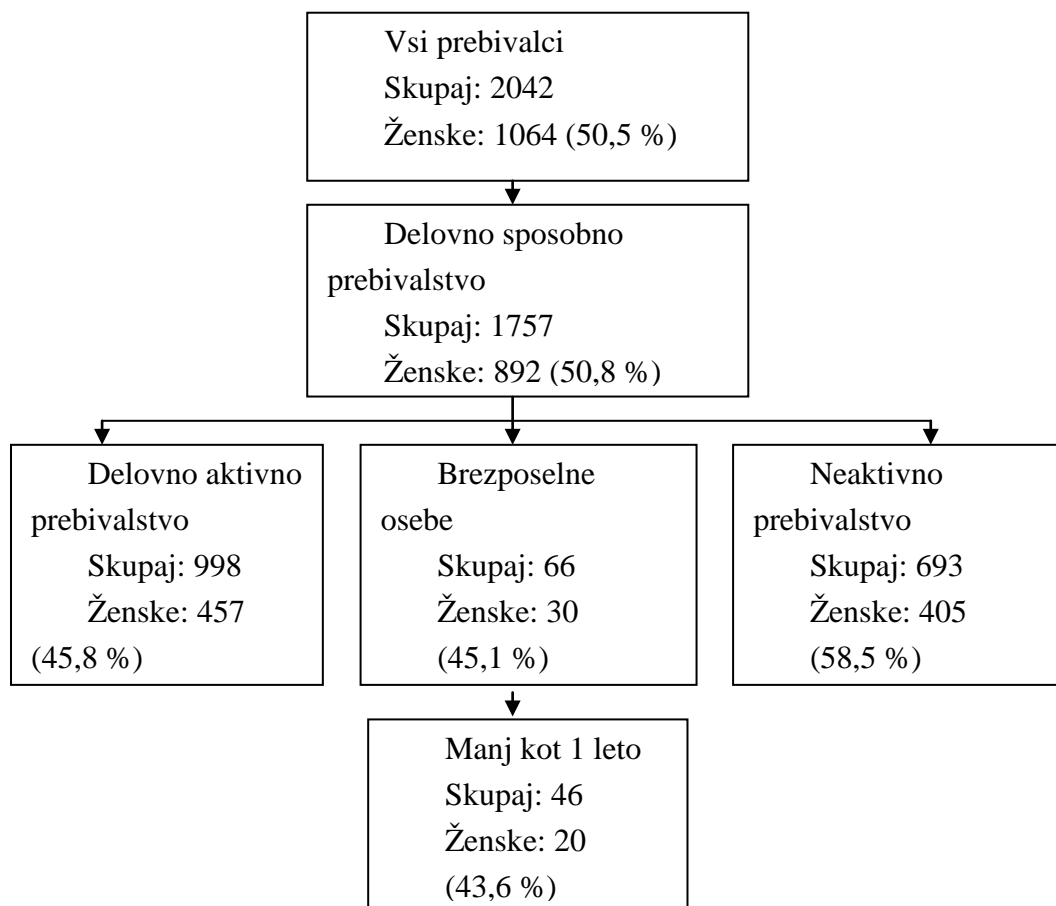 Vsi prebivalci
Skupaj: 2042
Ženske: 1064 (50,5 %)
Delovno sposobno
prebivalstvo
Skupaj: 1757
Ženske: 892 (50,8 %)
Delovno aktivno
prebivalstvo
Skupaj: 998
Ženske: 457
(45,8 %)
Brezposelne
osebe
Skupaj: 66
Ženske: 30
(45,1 %)
Neaktivno
prebivalstvo
Skupaj: 693
Ženske: 405
(58,5 %)
Manj kot 1 leto
Skupaj: 46
Ženske: 20
(43,6 %)